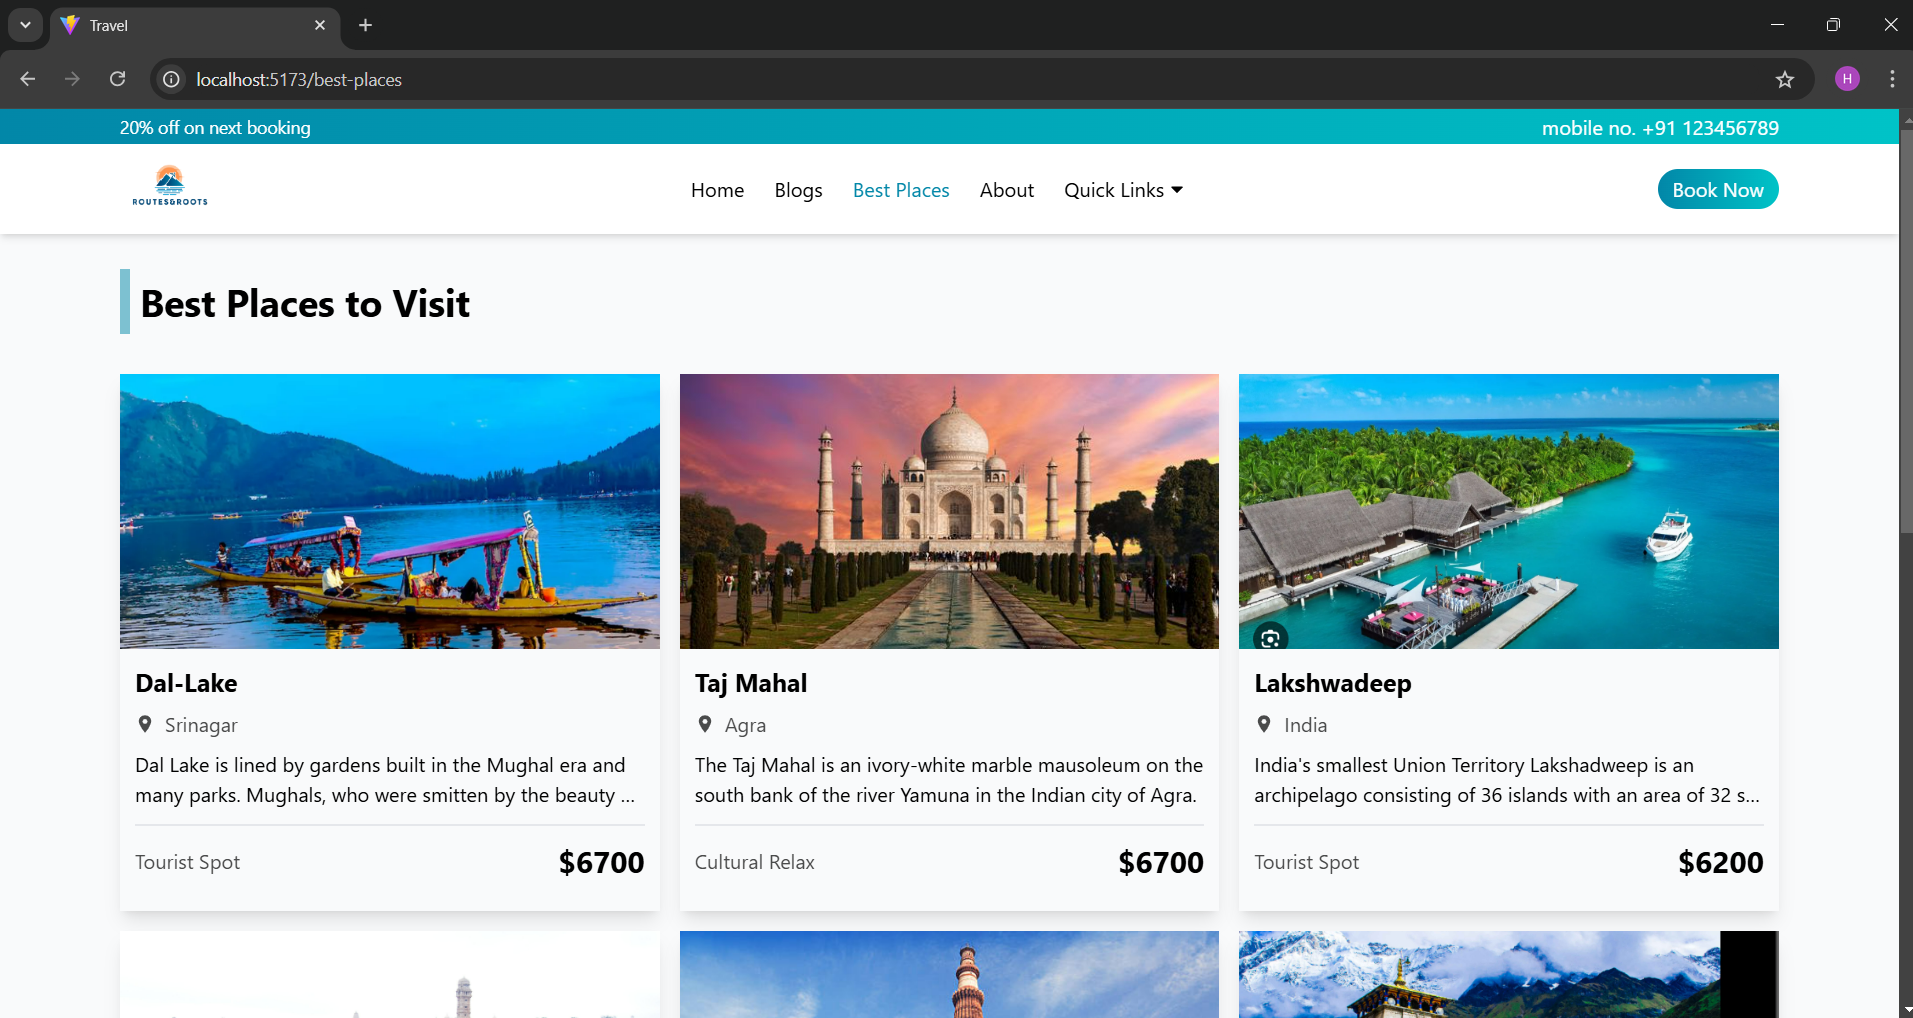 Travel
localhost:5173/best-places
H
20% off on next booking
mobile no. +91 123456789
ROUTES&ROOTS
Home Blogs Best Places About Quick Links
Book Now
Best Places to Visit
Dal-Lake
Srinagar
Dal Lake is lined by gardens built in the Mughal era and
many parks. Mughals, who were smitten by the beauty ...
Tourist Spot $6700
Taj Mahal
Agra
The Taj Mahal is an ivory-white marble mausoleum on the
south bank of the river Yamuna in the Indian city of Agra.
Cultural Relax $6700
Lakshwadeep
India
India's smallest Union Territory Lakshadweep is an
archipelago consisting of 36 islands with an area of 32 s...
Tourist Spot $6200